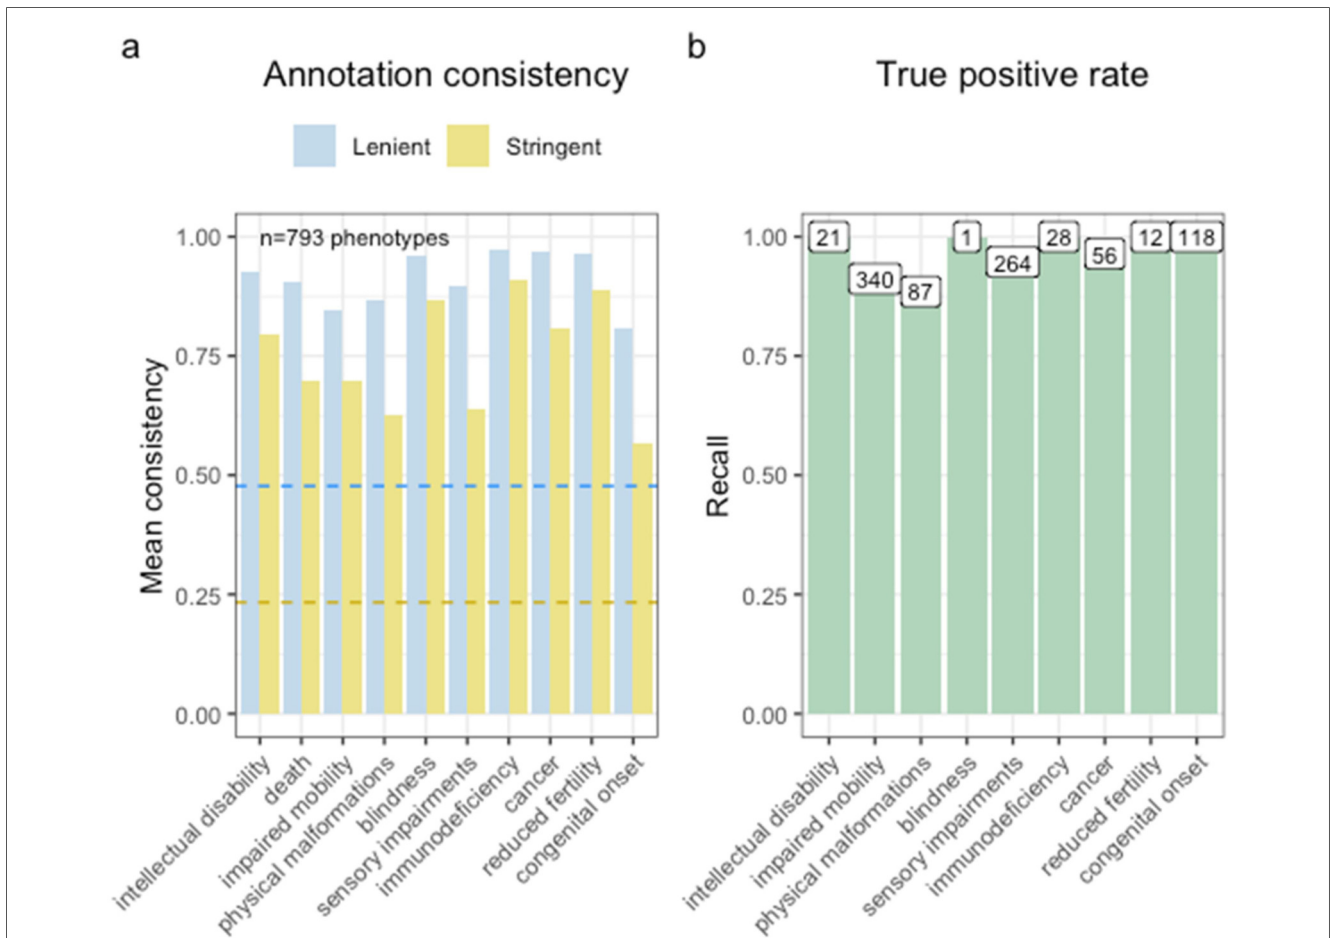 a
Annotation consistency
Lenient
Stringent
n=793 phenotypes
1.00
0.75
0.50
0.25
0.00
Mean consistency
intellectual disability
death
impaired mobility
physical malformations
blindness
sensory impairments
immunodeficiency
cancer
reduced fertility
congenital onset
b
True positive rate
21
340
87
1
264
28
56
12
118
1.00
0.75
0.50
0.25
0.00
Recall
intellectual disability
impaired mobility
physical malformations
blindness
sensory impairments
immunodeficiency
cancer
reduced fertility
congenital onset